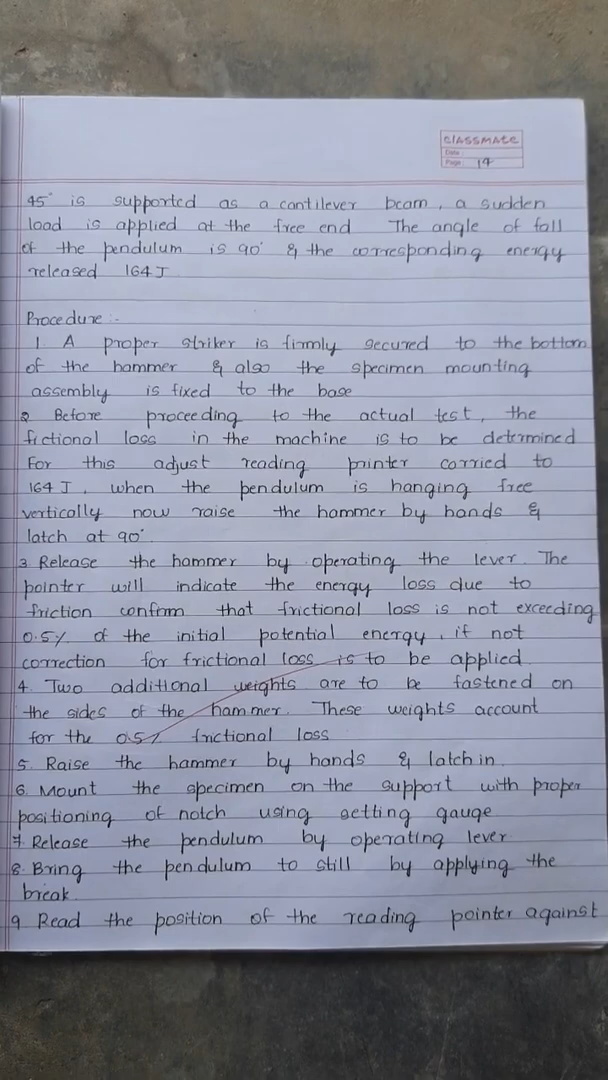 classmate
Date
Page 14
45° is supported as a cantilever beam, a sudden
load is applied at the free end The angle of fall
of the pendulum is 90° & the corresponding energy
released 164 J
Procedure :-
1. A proper striker is firmly secured to the bottom
of the hammer & also the specimen mounting
assembly is fixed to the base
2 Before proceeding to the actual test, the
fictional loss in the machine is to be determined
For this adjust reading pointer carried to
164 J, when the pendulum is hanging free
vertically now raise the hammer by hands &
latch at 90°.
3 Release the hammer by operating the lever. The
pointer will indicate the energy loss due to
friction confirm that frictional loss is not exceeding
0.5% of the initial potential energy, if not
correction for frictional loss is to be applied
4. Two additional weights are to be fastened on
the sides of the hammer. These weights account
for the 0.5% frictional loss
5. Raise the hammer by hands & latch in.
6. Mount the specimen on the support with proper
positioning of notch using setting gauge
7. Release the pendulum by operating lever
8. Bring the pendulum to still by applying the
break.
9 Read the position of the reading pointer against